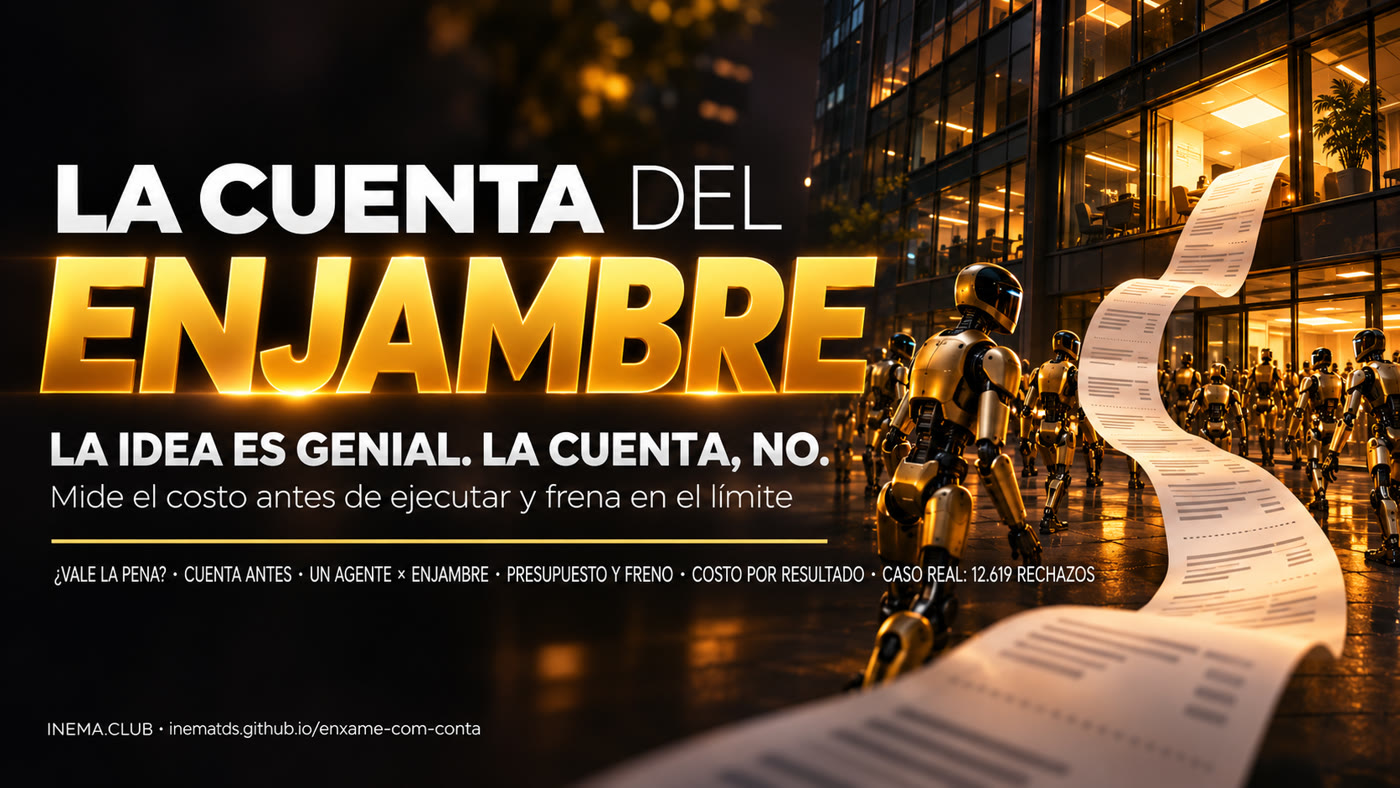 LA CUENTA DEL
ENJAMBRE
LA IDEA ES GENIAL. LA CUENTA, NO.
Mide el costo antes de ejecutar y frena en el límite
¿VALE LA PENA? • CUENTA ANTES • UN AGENTE × ENJAMBRE • PRESUPUESTO Y FRENO • COSTO POR RESULTADO • CASO REAL: 12.619 RECHAZOS
INEMA.CLUB • inematds.github.io/enxame-com-conta